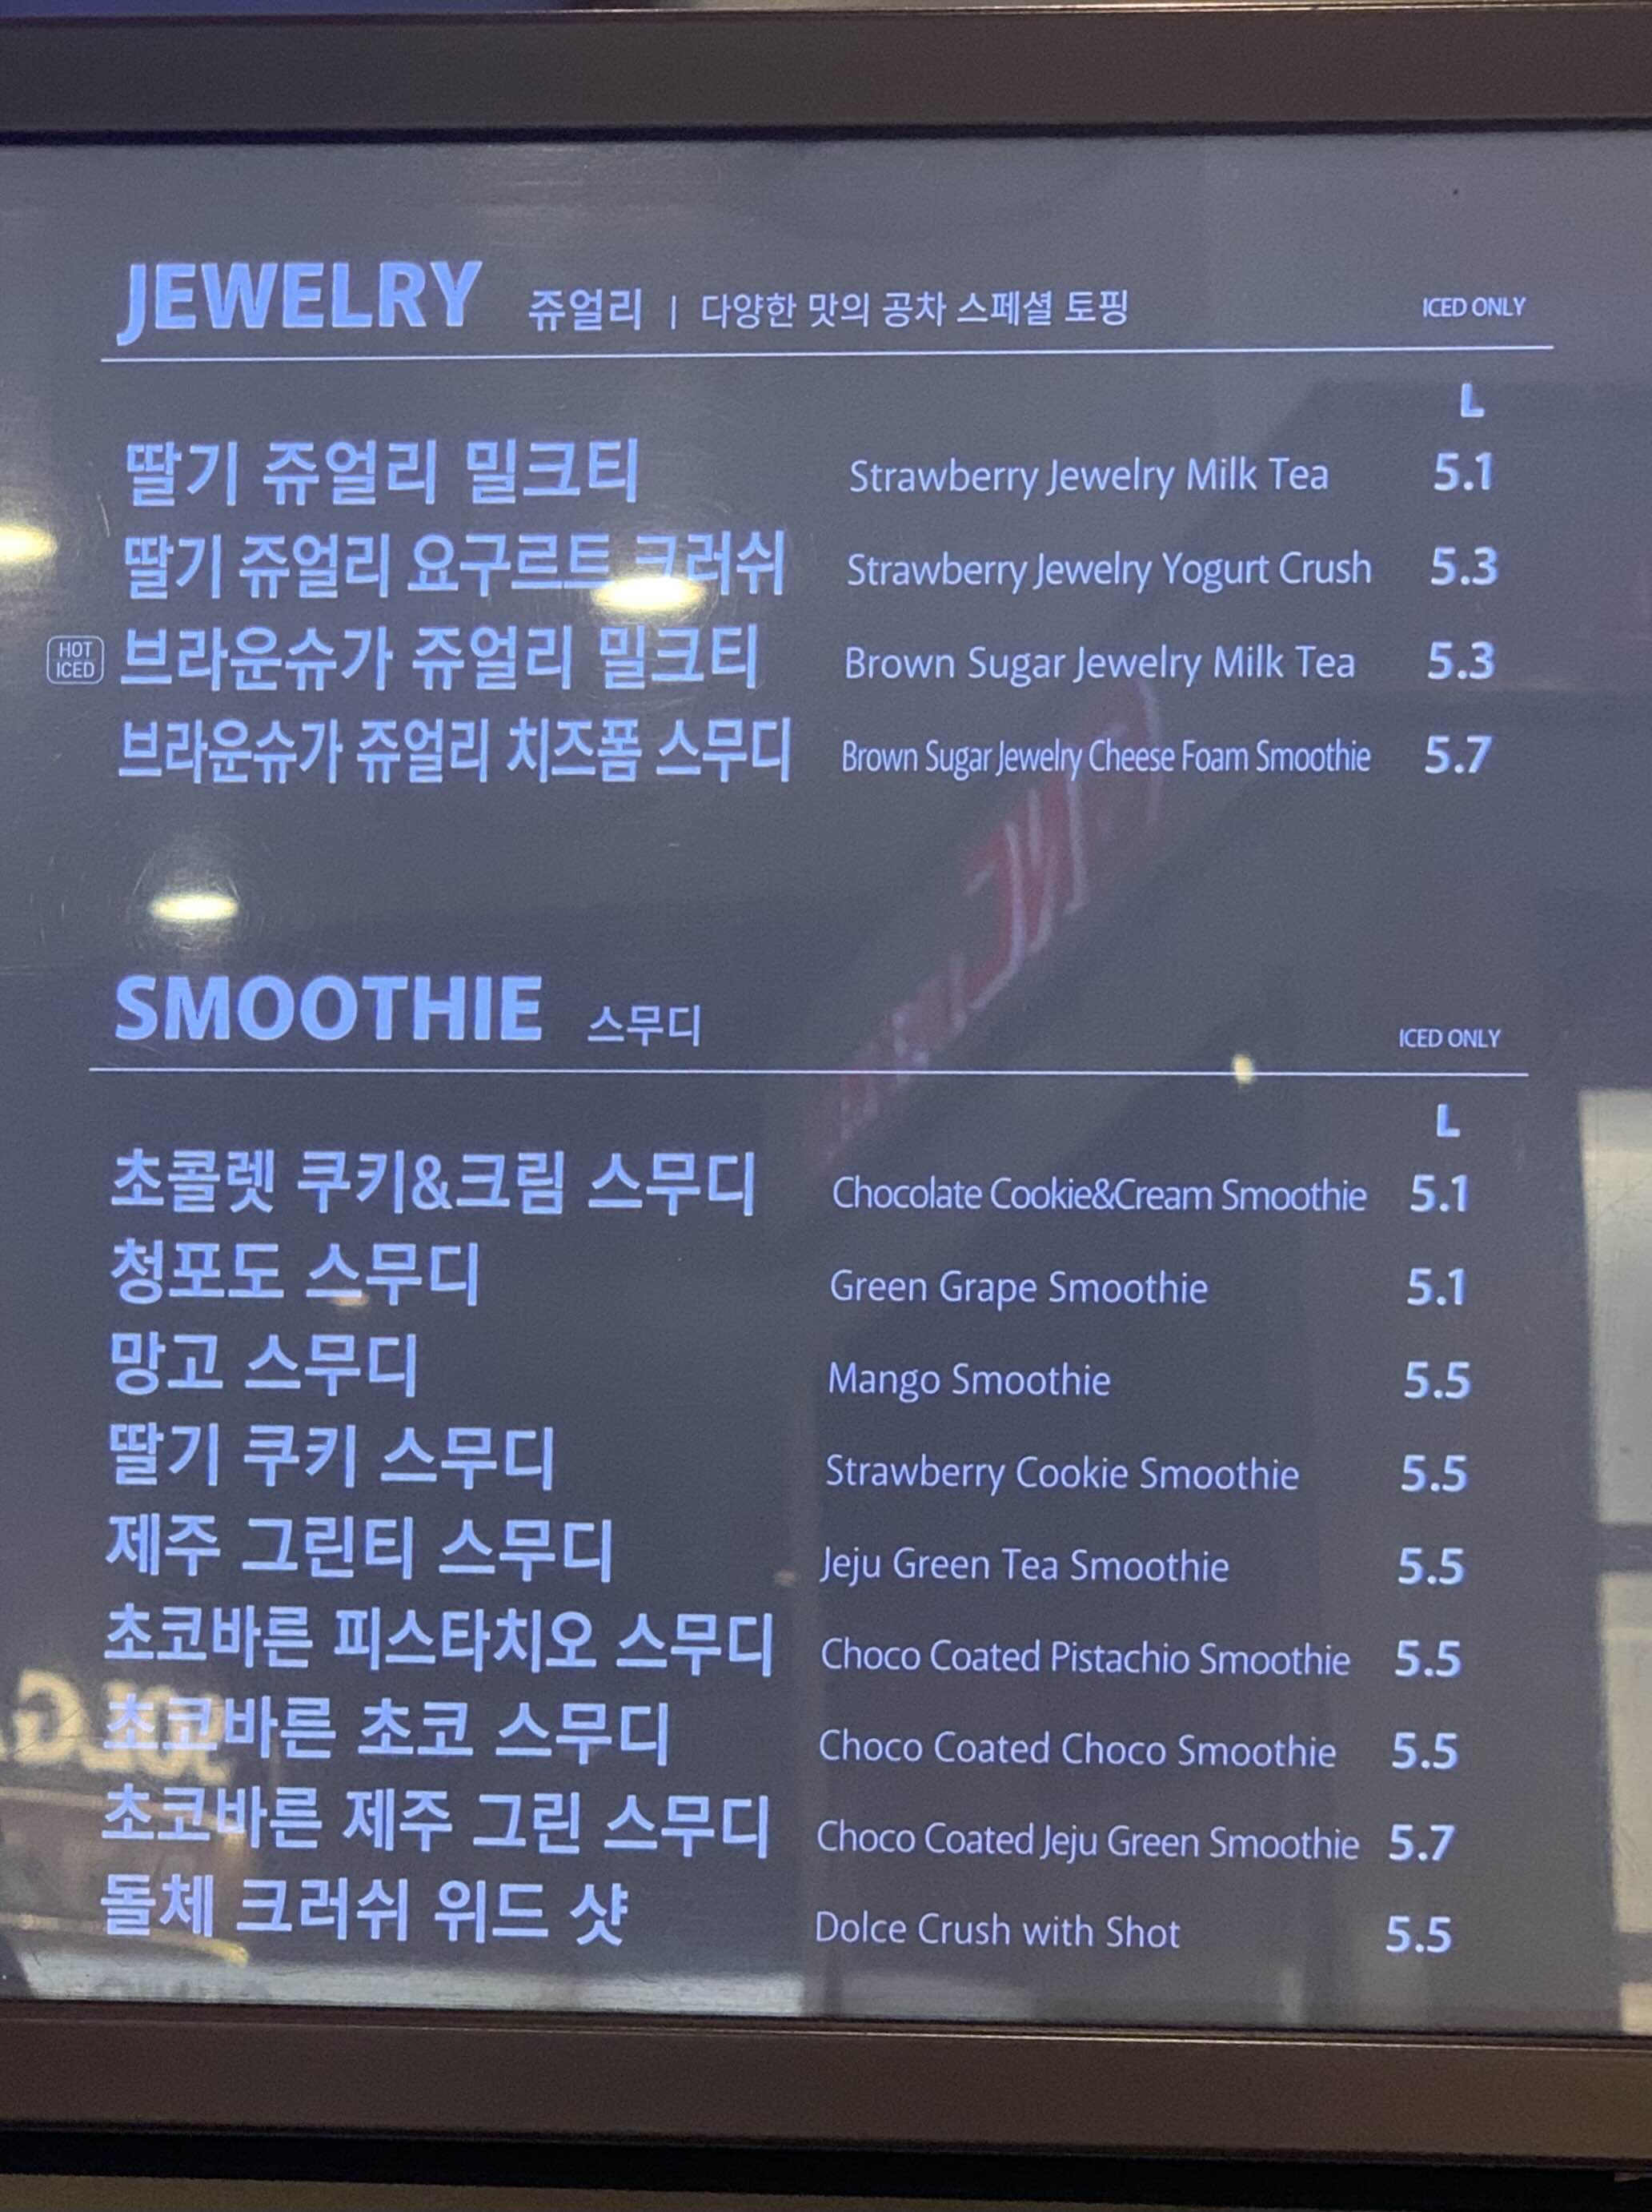 JEWELRY 쥬얼리 | 다양한 맛의 공차 스페셜 토핑 ICED ONLY
L
딸기 쥬얼리 밀크티 Strawberry Jewelry Milk Tea 5.1
딸기 쥬얼리 요구르트 크러쉬 Strawberry Jewelry Yogurt Crush 5.3
HOT ICED 브라운슈가 쥬얼리 밀크티 Brown Sugar Jewelry Milk Tea 5.3
브라운슈가 쥬얼리 치즈폼 스무디 Brown Sugar Jewelry Cheese Foam Smoothie 5.7
SMOOTHIE 스무디 ICED ONLY
L
초콜렛 쿠키&크림 스무디 Chocolate Cookie&Cream Smoothie 5.1
청포도 스무디 Green Grape Smoothie 5.1
망고 스무디 Mango Smoothie 5.5
딸기 쿠키 스무디 Strawberry Cookie Smoothie 5.5
제주 그린티 스무디 Jeju Green Tea Smoothie 5.5
초코바른 피스타치오 스무디 Choco Coated Pistachio Smoothie 5.5
초코바른 초코 스무디 Choco Coated Choco Smoothie 5.5
초코바른 제주 그린 스무디 Choco Coated Jeju Green Smoothie 5.7
돌체 크러쉬 위드 샷 Dolce Crush with Shot 5.5